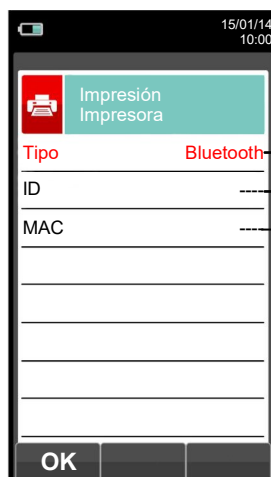 15/01/14
10:00
Impresión
Impresora
Tipo Bluetooth
ID ----
MAC ----
OK